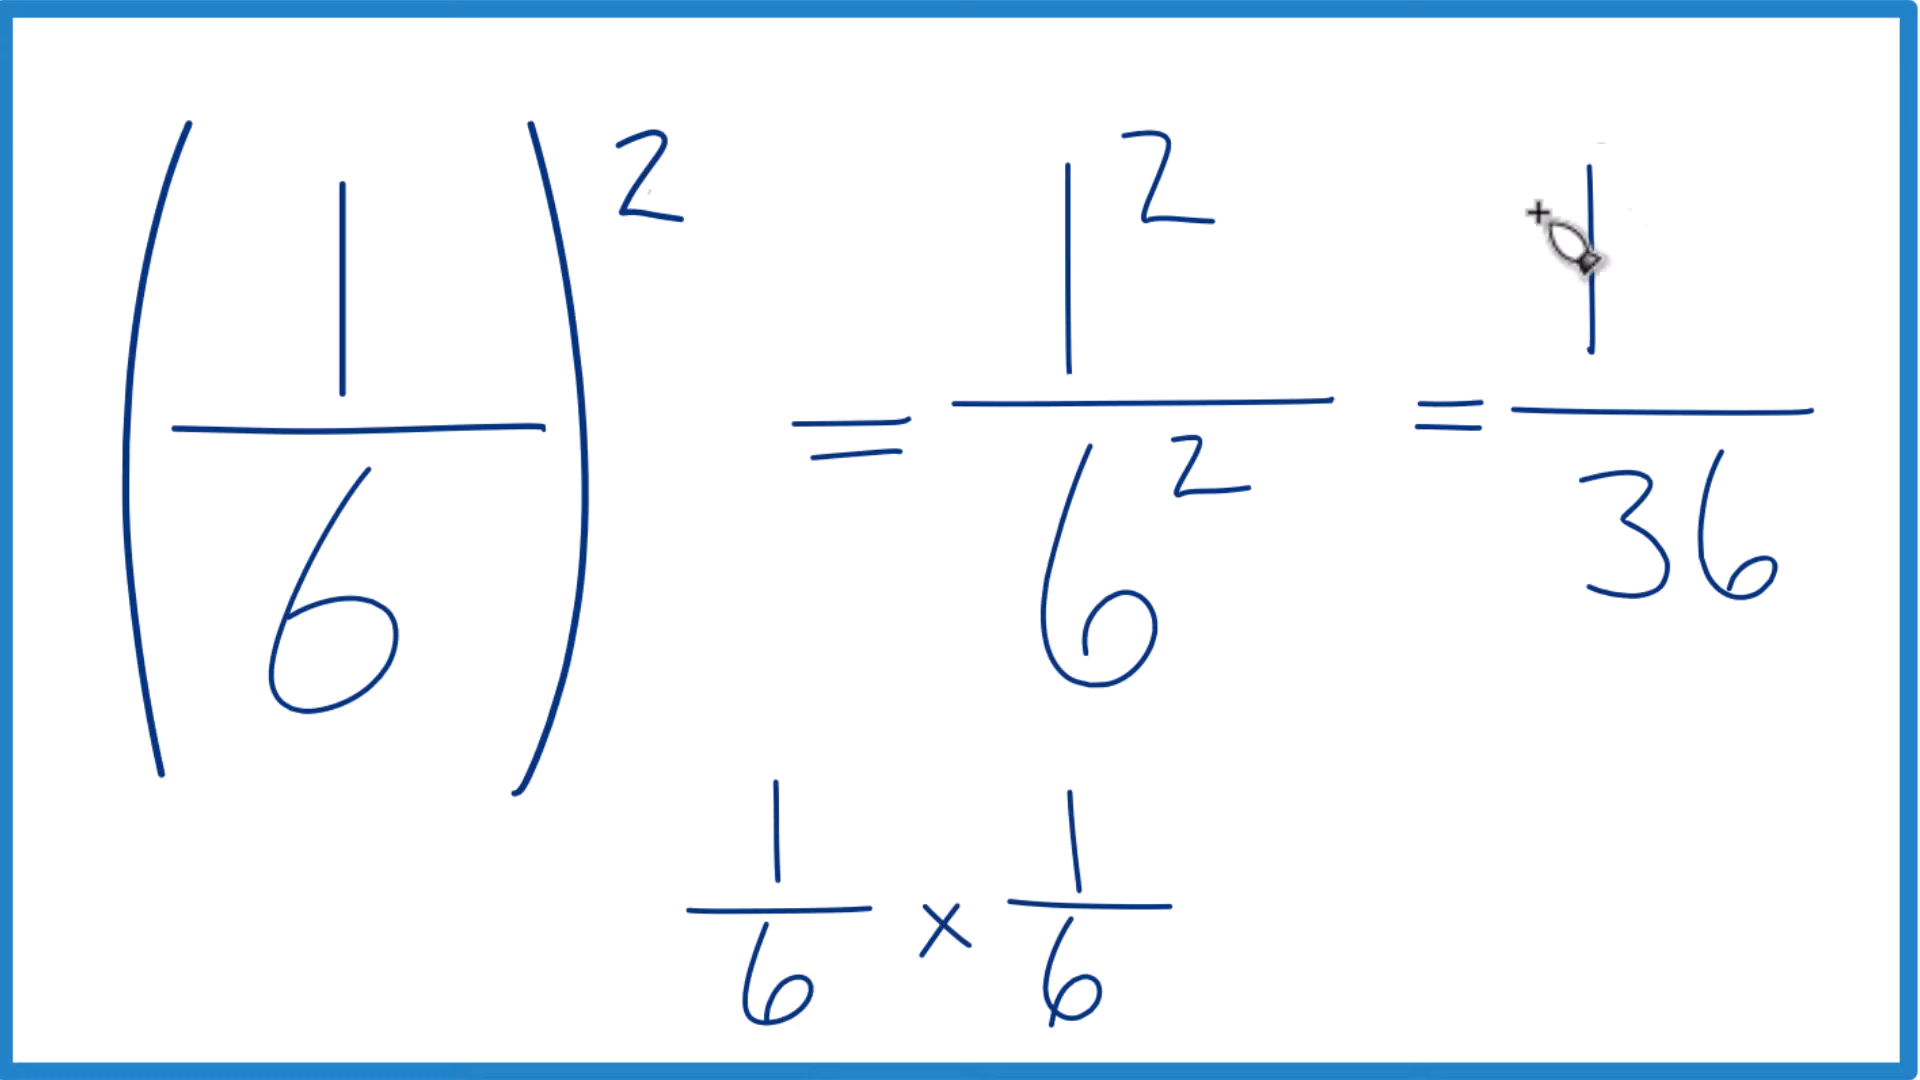 (1/6)² = 1²/6² = 1/36
1/6 × 1/6